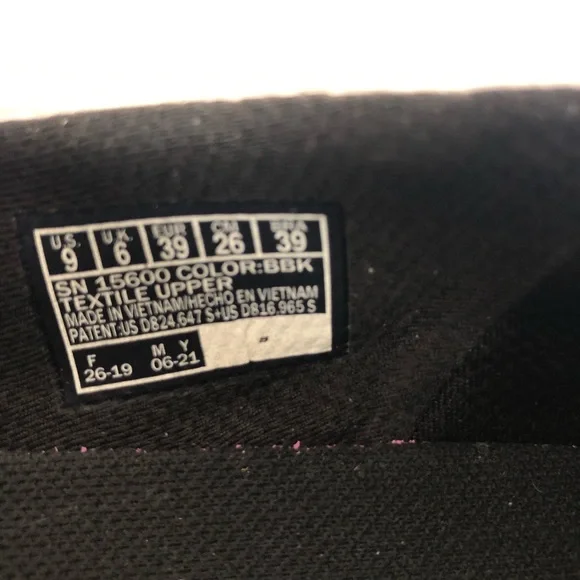 U.S. U.K. EUR CM BRA
9 6 39 26 39
SN 15600 COLOR:BBK
TEXTILE UPPER
MADE IN VIETNAM/HECHO EN VIETNAM
PATENT:US D824,647 S+US D816,965 S
F M Y
26-19 06-21